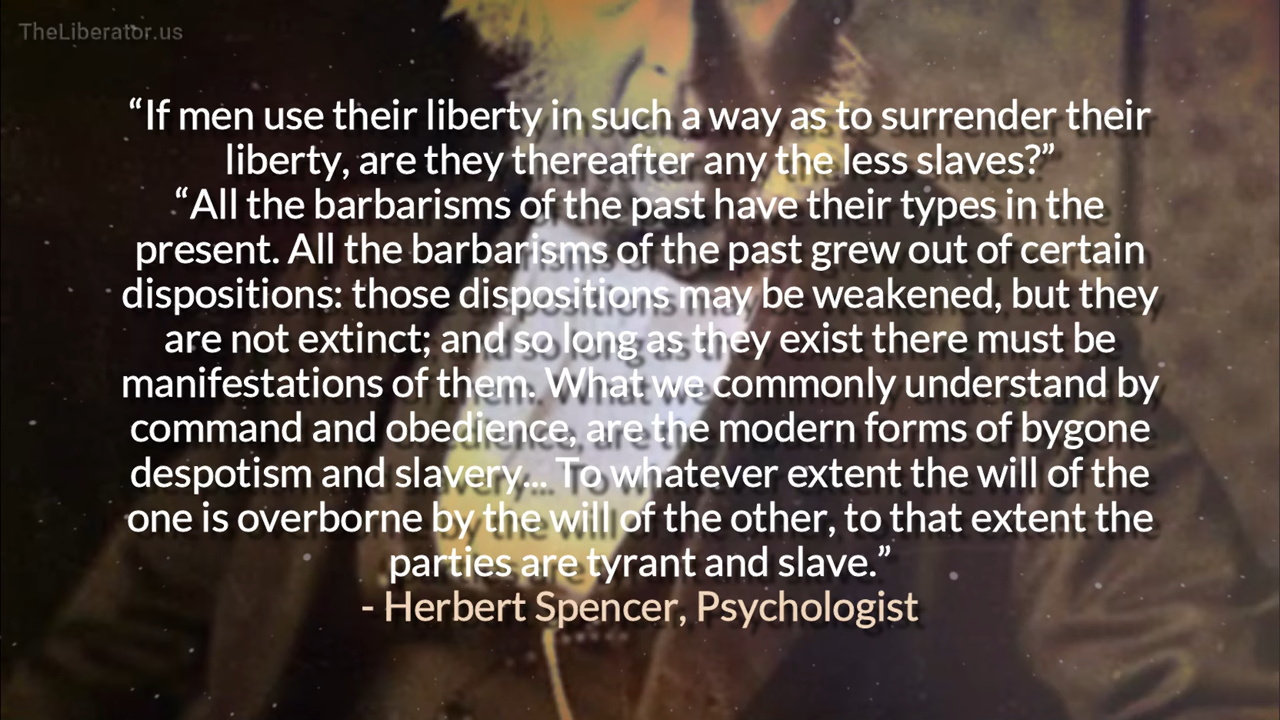 TheLiberator.us
“If men use their liberty in such a way as to surrender their
liberty, are they thereafter any the less slaves?”
“All the barbarisms of the past have their types in the
present. All the barbarisms of the past grew out of certain
dispositions: those dispositions may be weakened, but they
are not extinct; and so long as they exist there must be
manifestations of them. What we commonly understand by
command and obedience, are the modern forms of bygone
despotism and slavery... To whatever extent the will of the
one is overborne by the will of the other, to that extent the
parties are tyrant and slave.”
- Herbert Spencer, Psychologist